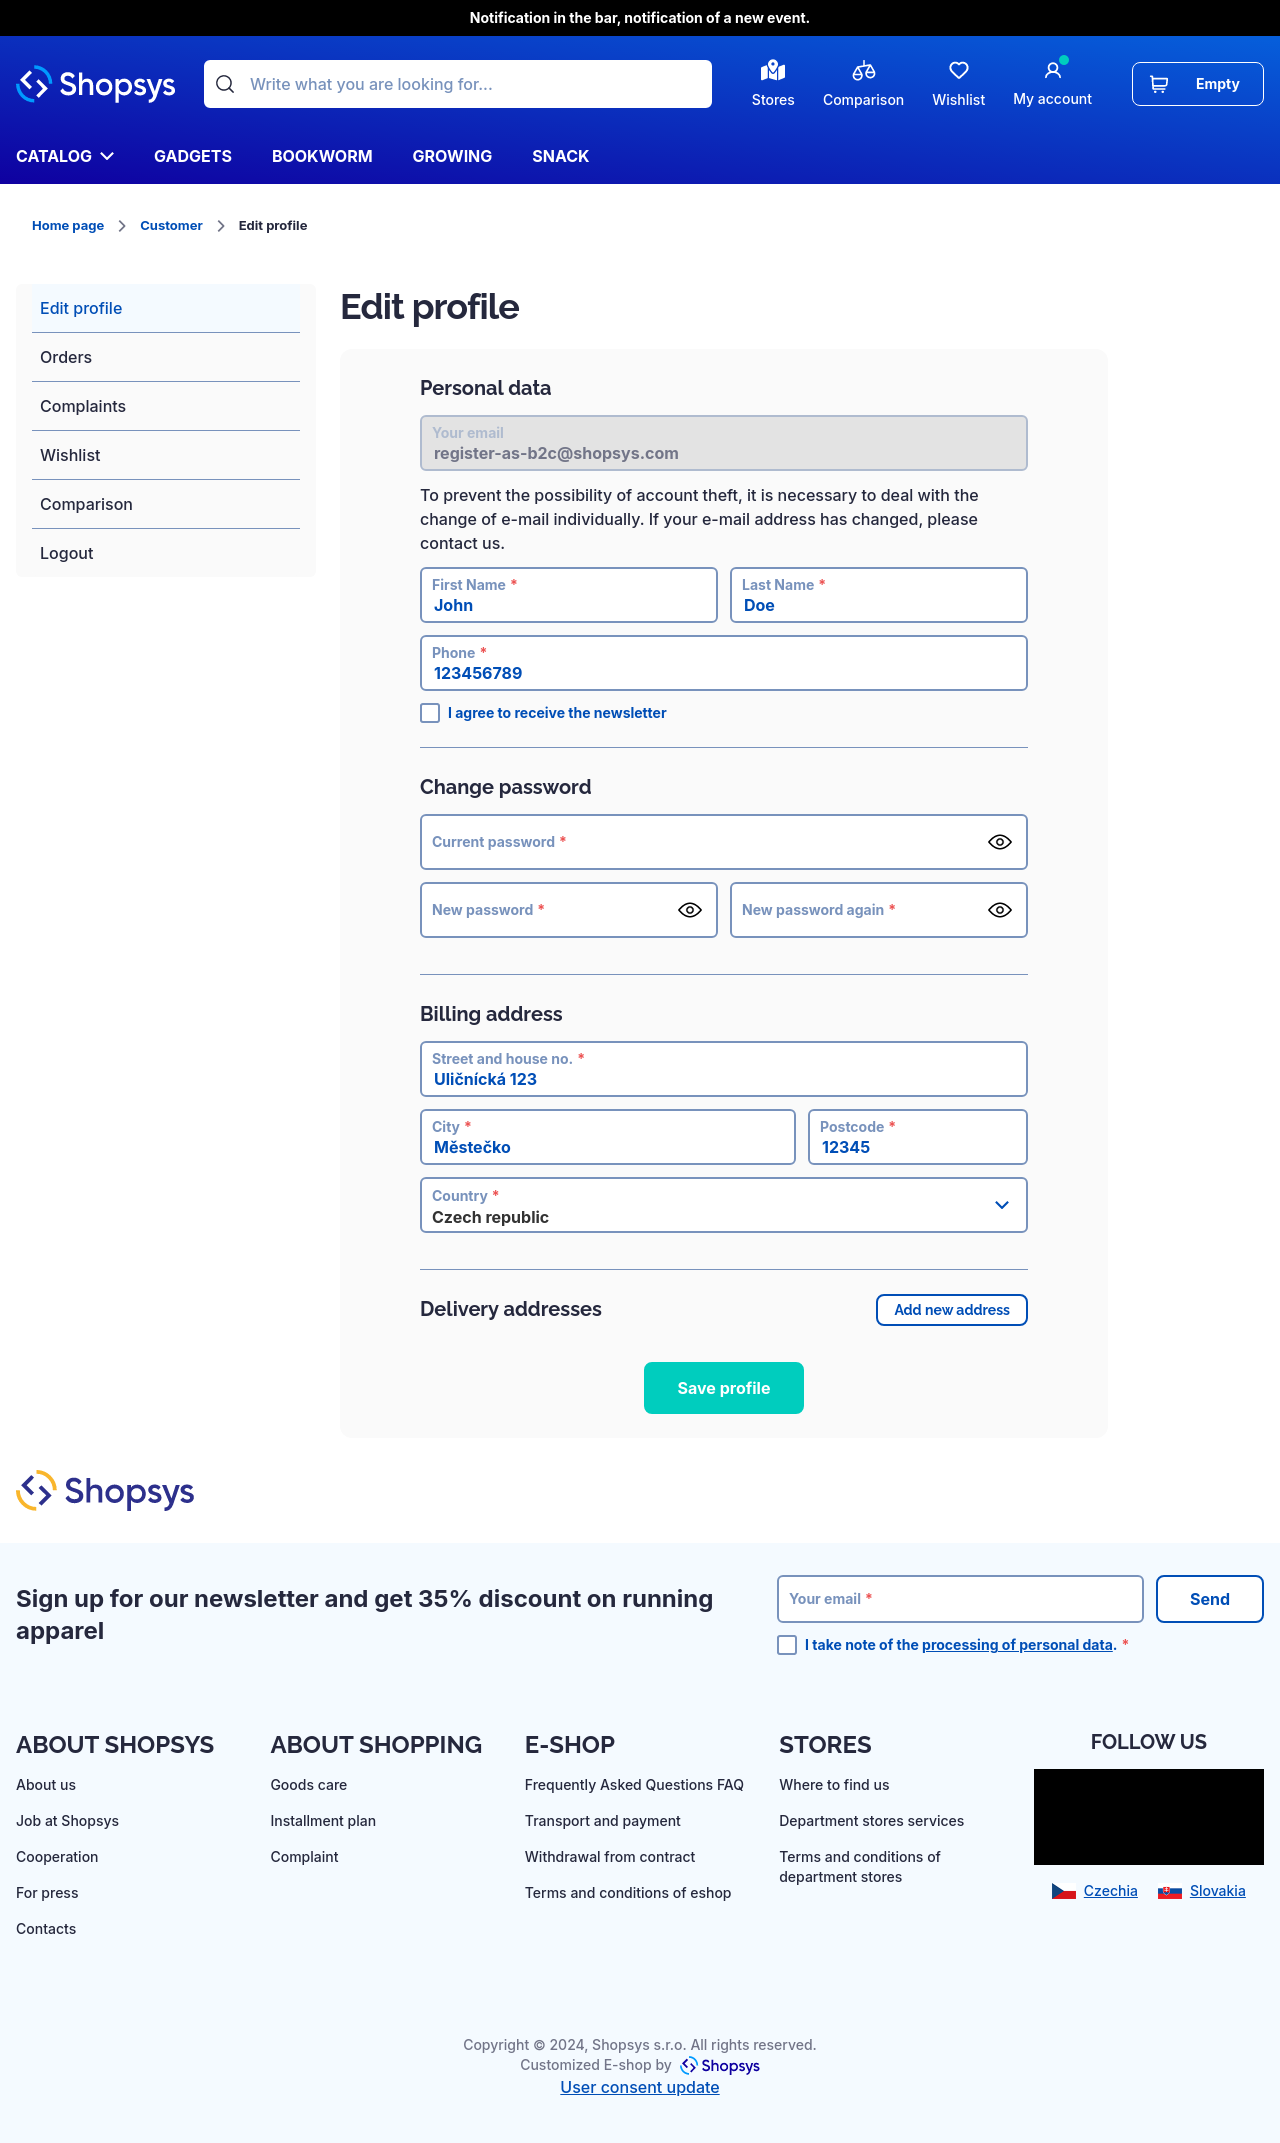 Notification in the bar, notification of a new event.
Shopsys
Write what you are looking for...
Stores
Comparison
Wishlist
My account
Empty
CATALOG
GADGETS
BOOKWORM
GROWING
SNACK
Home page
Customer
Edit profile
Edit profile
Orders
Complaints
Wishlist
Comparison
Logout
Edit profile
Personal data
Your email
register-as-b2c@shopsys.com
To prevent the possibility of account theft, it is necessary to deal with the
change of e-mail individually. If your e-mail address has changed, please
contact us.
First Name *
John
Last Name *
Doe
Phone *
123456789
I agree to receive the newsletter
Change password
Current password *
New password *
New password again *
Billing address
Street and house no. *
Uličnícká 123
City *
Městečko
Postcode *
12345
Country *
Czech republic
Delivery addresses
Add new address
Save profile
Shopsys
Sign up for our newsletter and get 35% discount on running
apparel
Your email *
Send
I take note of the processing of personal data. *
ABOUT SHOPSYS
About us
Job at Shopsys
Cooperation
For press
Contacts
ABOUT SHOPPING
Goods care
Installment plan
Complaint
E-SHOP
Frequently Asked Questions FAQ
Transport and payment
Withdrawal from contract
Terms and conditions of eshop
STORES
Where to find us
Department stores services
Terms and conditions of
department stores
FOLLOW US
Czechia
Slovakia
Copyright © 2024, Shopsys s.r.o. All rights reserved.
Customized E-shop by Shopsys
User consent update